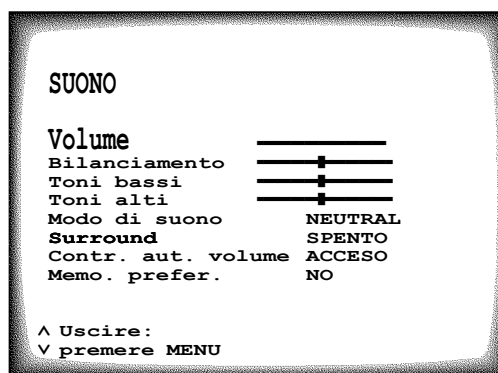 SUONO
Volume
Bilanciamento
Toni bassi
Toni alti
Modo di suono NEUTRAL
Surround SPENTO
Contr. aut. volume ACCESO
Memo. prefer. NO
∧ Uscire:
∨ premere MENU